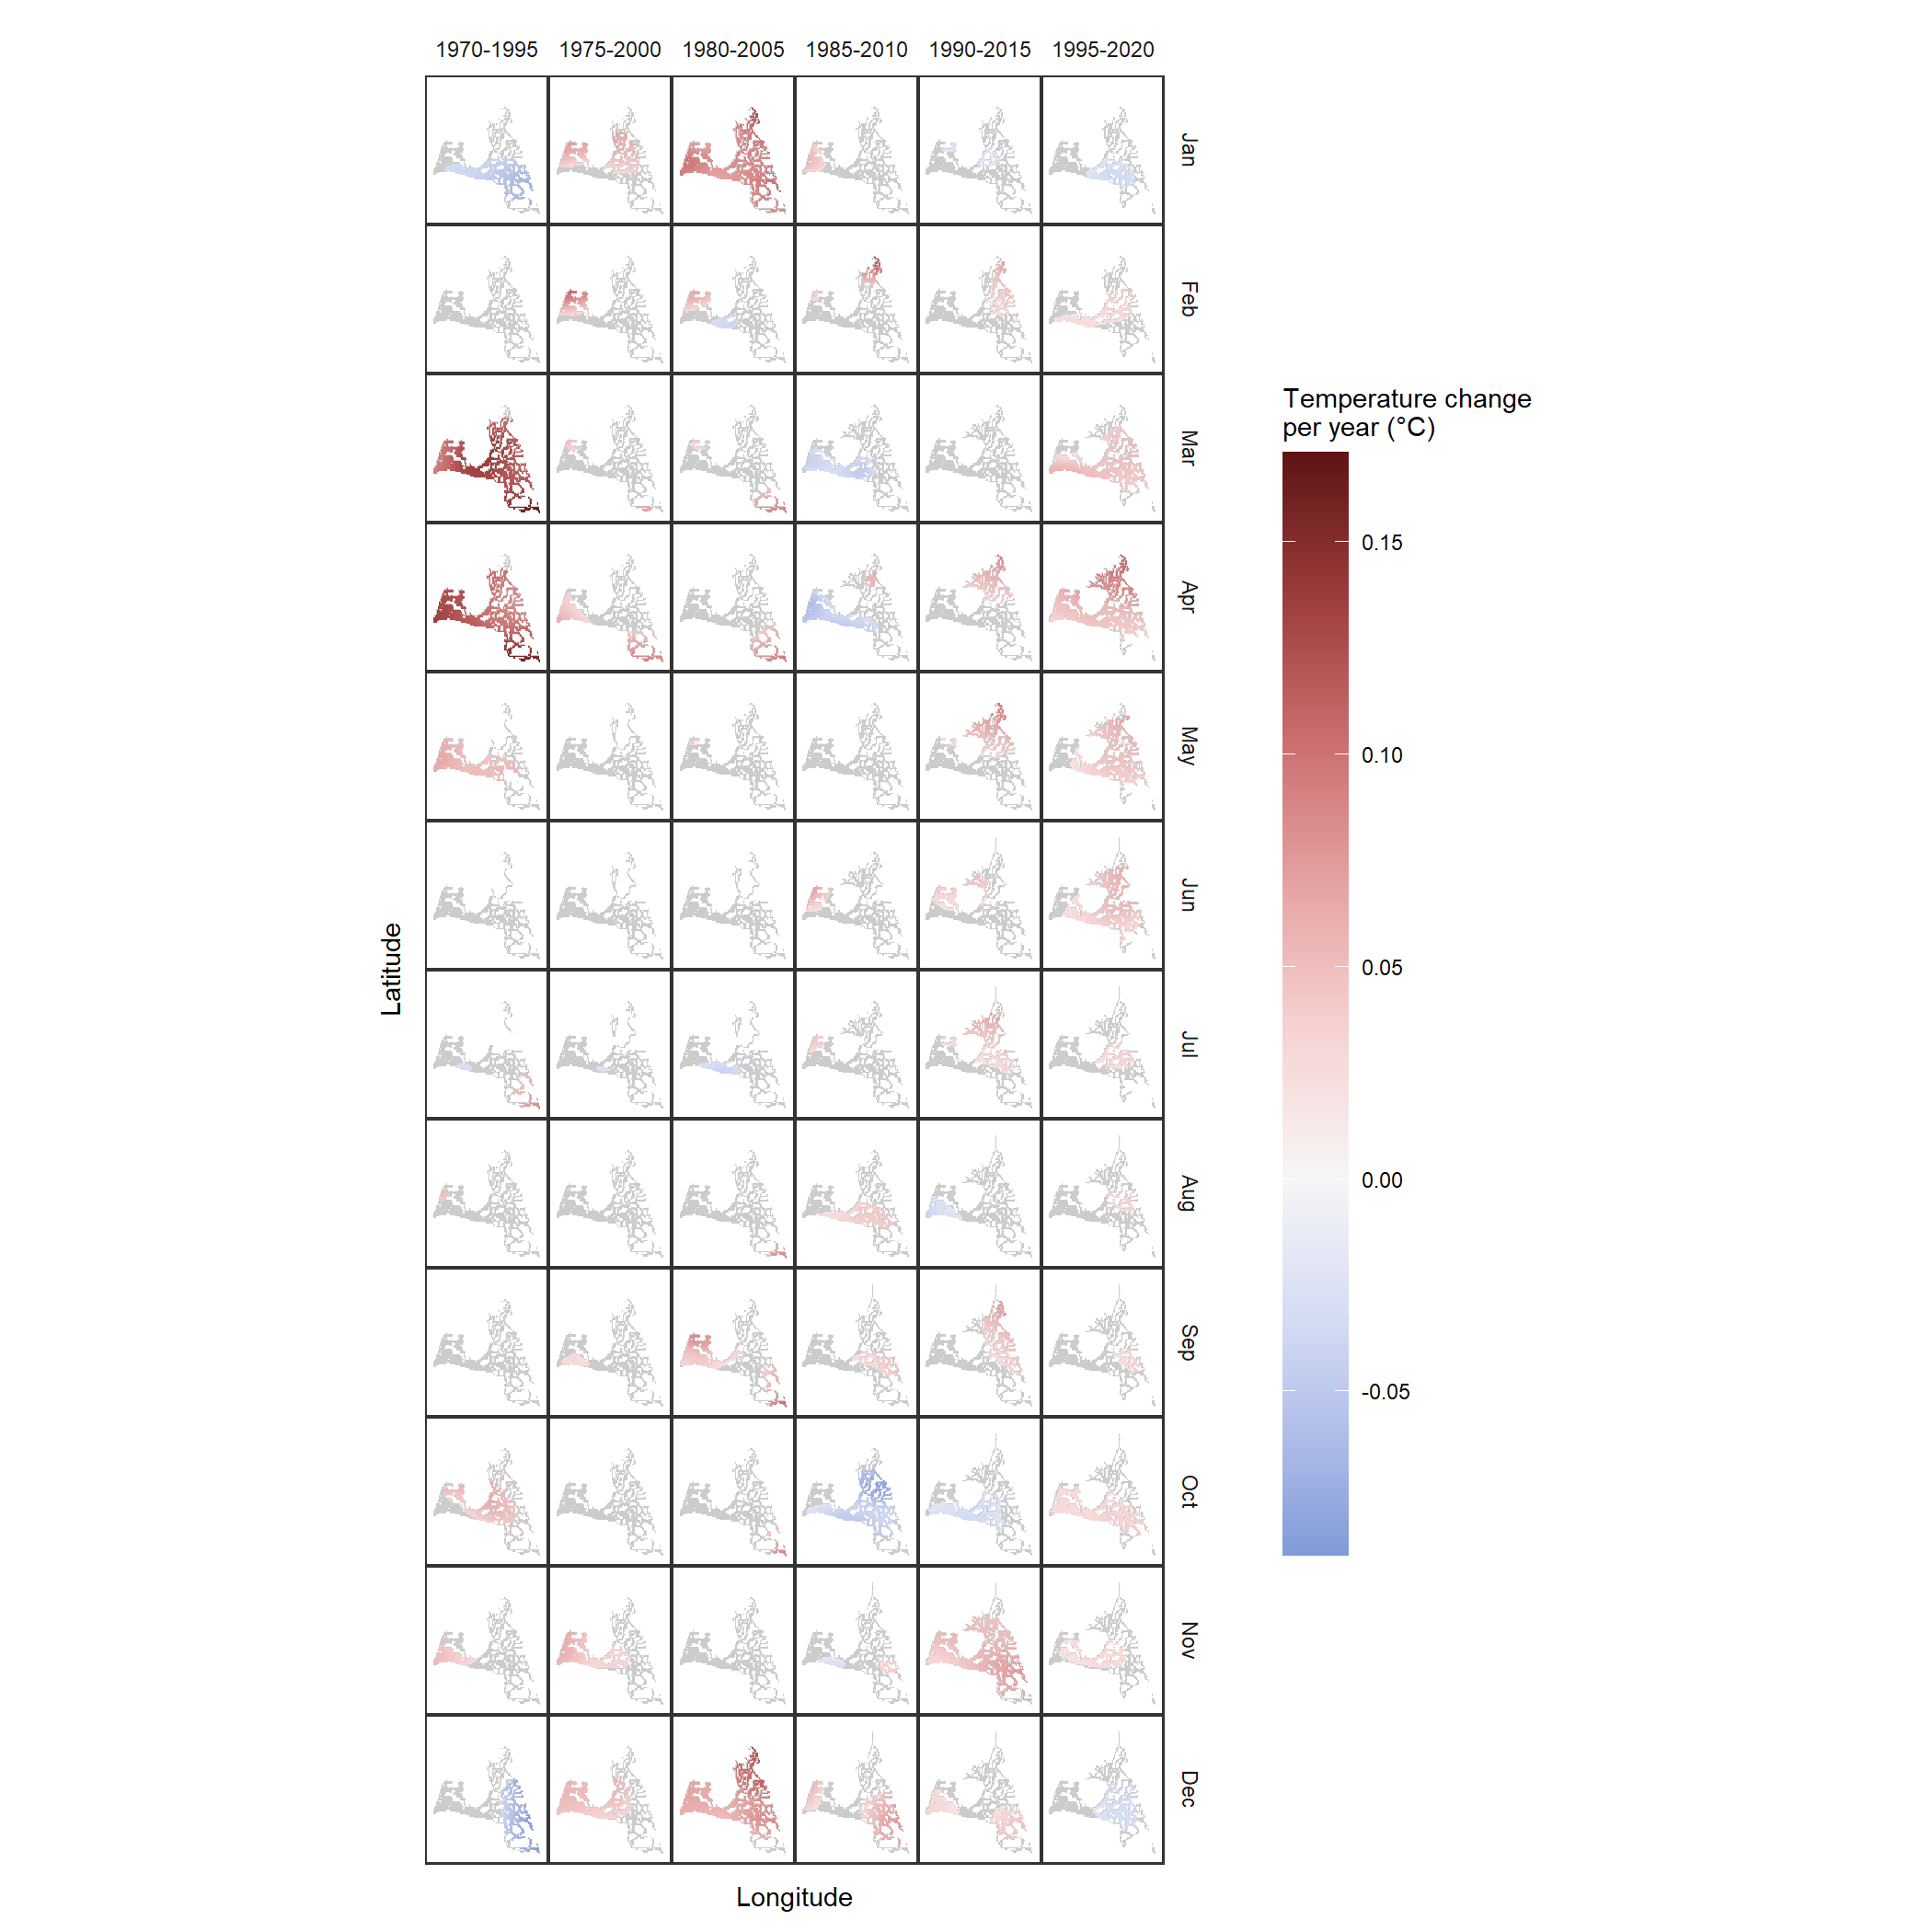 1970-1995 1975-2000 1980-2005 1985-2010 1990-2015 1995-2020
Jan
Feb
Mar
Apr
May
Jun
Jul
Aug
Sep
Oct
Nov
Dec
Latitude
Longitude
Temperature change
per year (°C)
0.15
0.10
0.05
0.00
-0.05